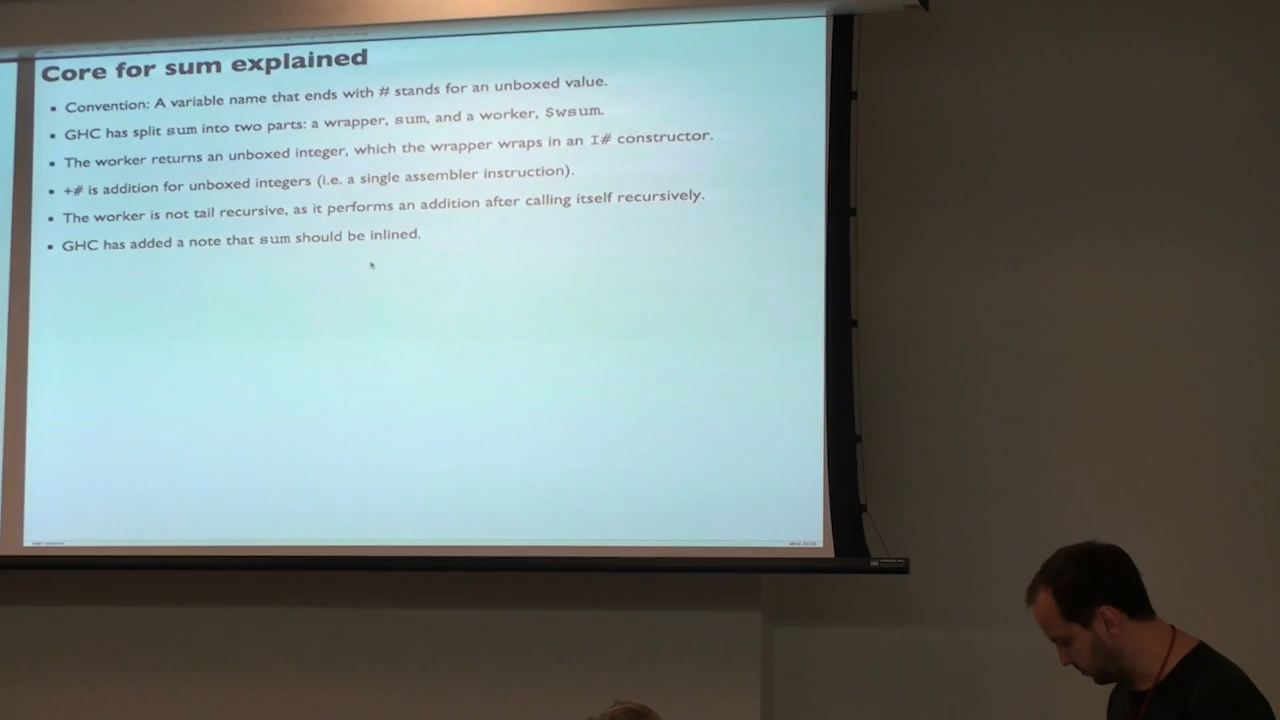 Core for sum explained
▪ Convention: A variable name that ends with # stands for an unboxed value.
▪ GHC has split sum into two parts: a wrapper, sum, and a worker, $wsum.
▪ The worker returns an unboxed integer, which the wrapper wraps in an I# constructor.
▪ +# is addition for unboxed integers (i.e. a single assembler instruction).
▪ The worker is not tail recursive, as it performs an addition after calling itself recursively.
▪ GHC has added a note that sum should be inlined.